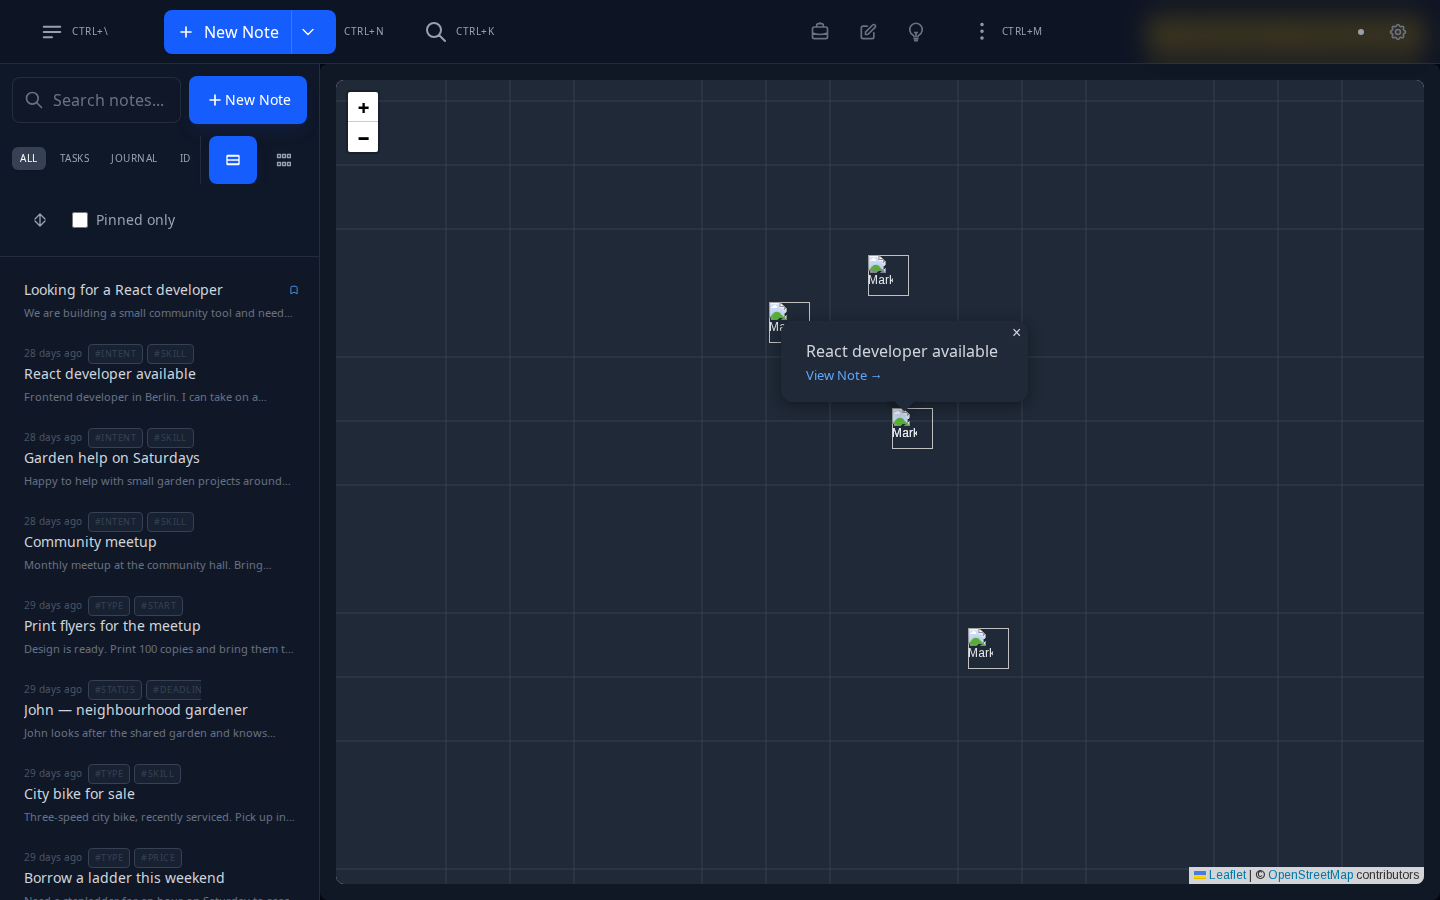 CTRL+\
New Note
CTRL+N
CTRL+K
CTRL+M
Search notes...
New Note
ALL
TASKS
JOURNAL
ID
Pinned only
Looking for a React developer
We are building a small community tool and need...
28 days ago #INTENT #SKILL
React developer available
Frontend developer in Berlin. I can take on a...
28 days ago #INTENT #SKILL
Garden help on Saturdays
Happy to help with small garden projects around...
28 days ago #INTENT #SKILL
Community meetup
Monthly meetup at the community hall. Bring...
29 days ago #TYPE #START
Print flyers for the meetup
Design is ready. Print 100 copies and bring them t...
29 days ago #STATUS #DEADLIN
John — neighbourhood gardener
John looks after the shared garden and knows...
29 days ago #TYPE #SKILL
City bike for sale
Three-speed city bike, recently serviced. Pick up in...
29 days ago #TYPE #PRICE
Borrow a ladder this weekend
+
−
Mark
Ma
×
React developer available
View Note →
Mark
Mark
Leaflet | © OpenStreetMap contributors